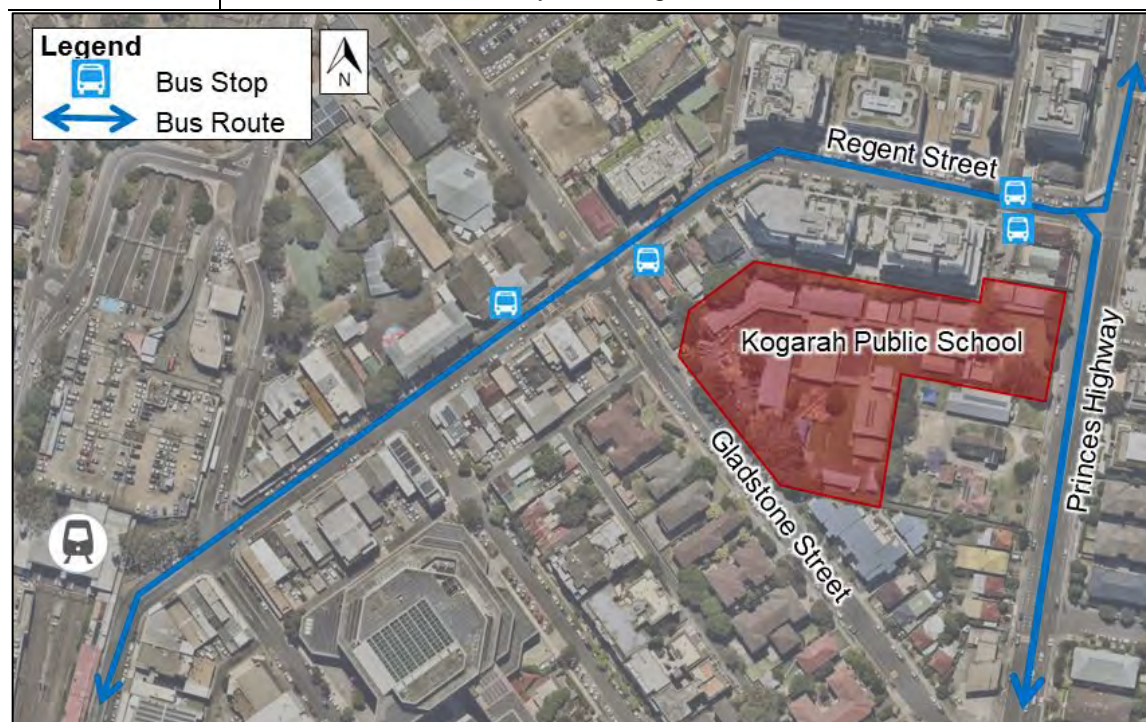 Legend
N
Bus Stop
Bus Route
Regent Street
Kogarah Public School
Princes Highway
Gladstone Street